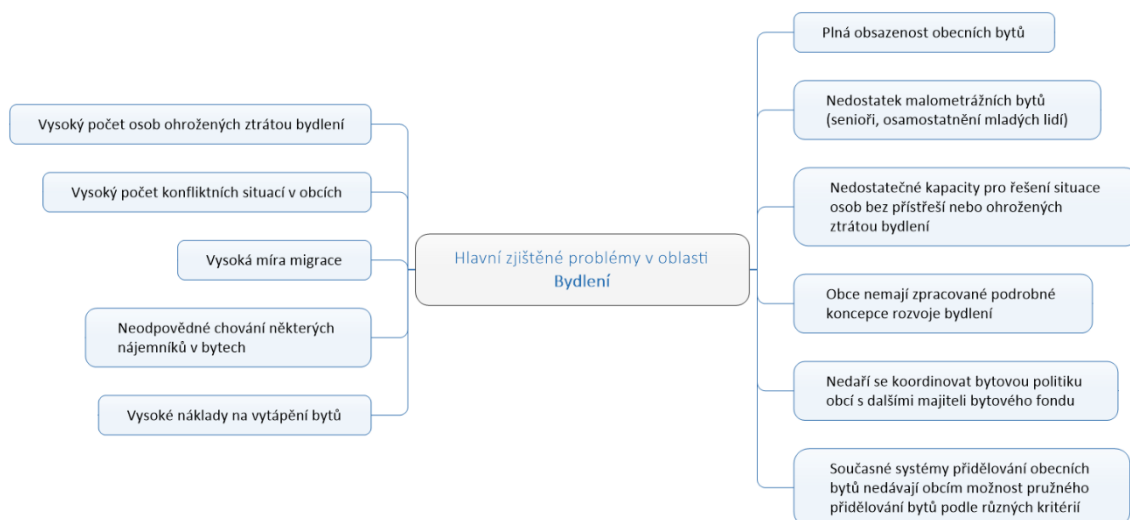 Vysoký počet osob ohrožených ztrátou bydlení
Vysoký počet konfliktních situací v obcích
Vysoká míra migrace
Neodpovědné chování některých
nájemníků v bytech
Vysoké náklady na vytápění bytů
Hlavní zjištěné problémy v oblasti
Bydlení
Plná obsazenost obecních bytů
Nedostatek malometrážních bytů
(senioři, osamostatnění mladých lidí)
Nedostatečné kapacity pro řešení situace
osob bez přístřeší nebo ohrožených
ztrátou bydlení
Obce nemají zpracované podrobné
koncepce rozvoje bydlení
Nedaří se koordinovat bytovou politiku
obcí s dalšími majiteli bytového fondu
Současné systémy přidělování obecních
bytů nedávají obcím možnost pružného
přidělování bytů podle různých kritérií